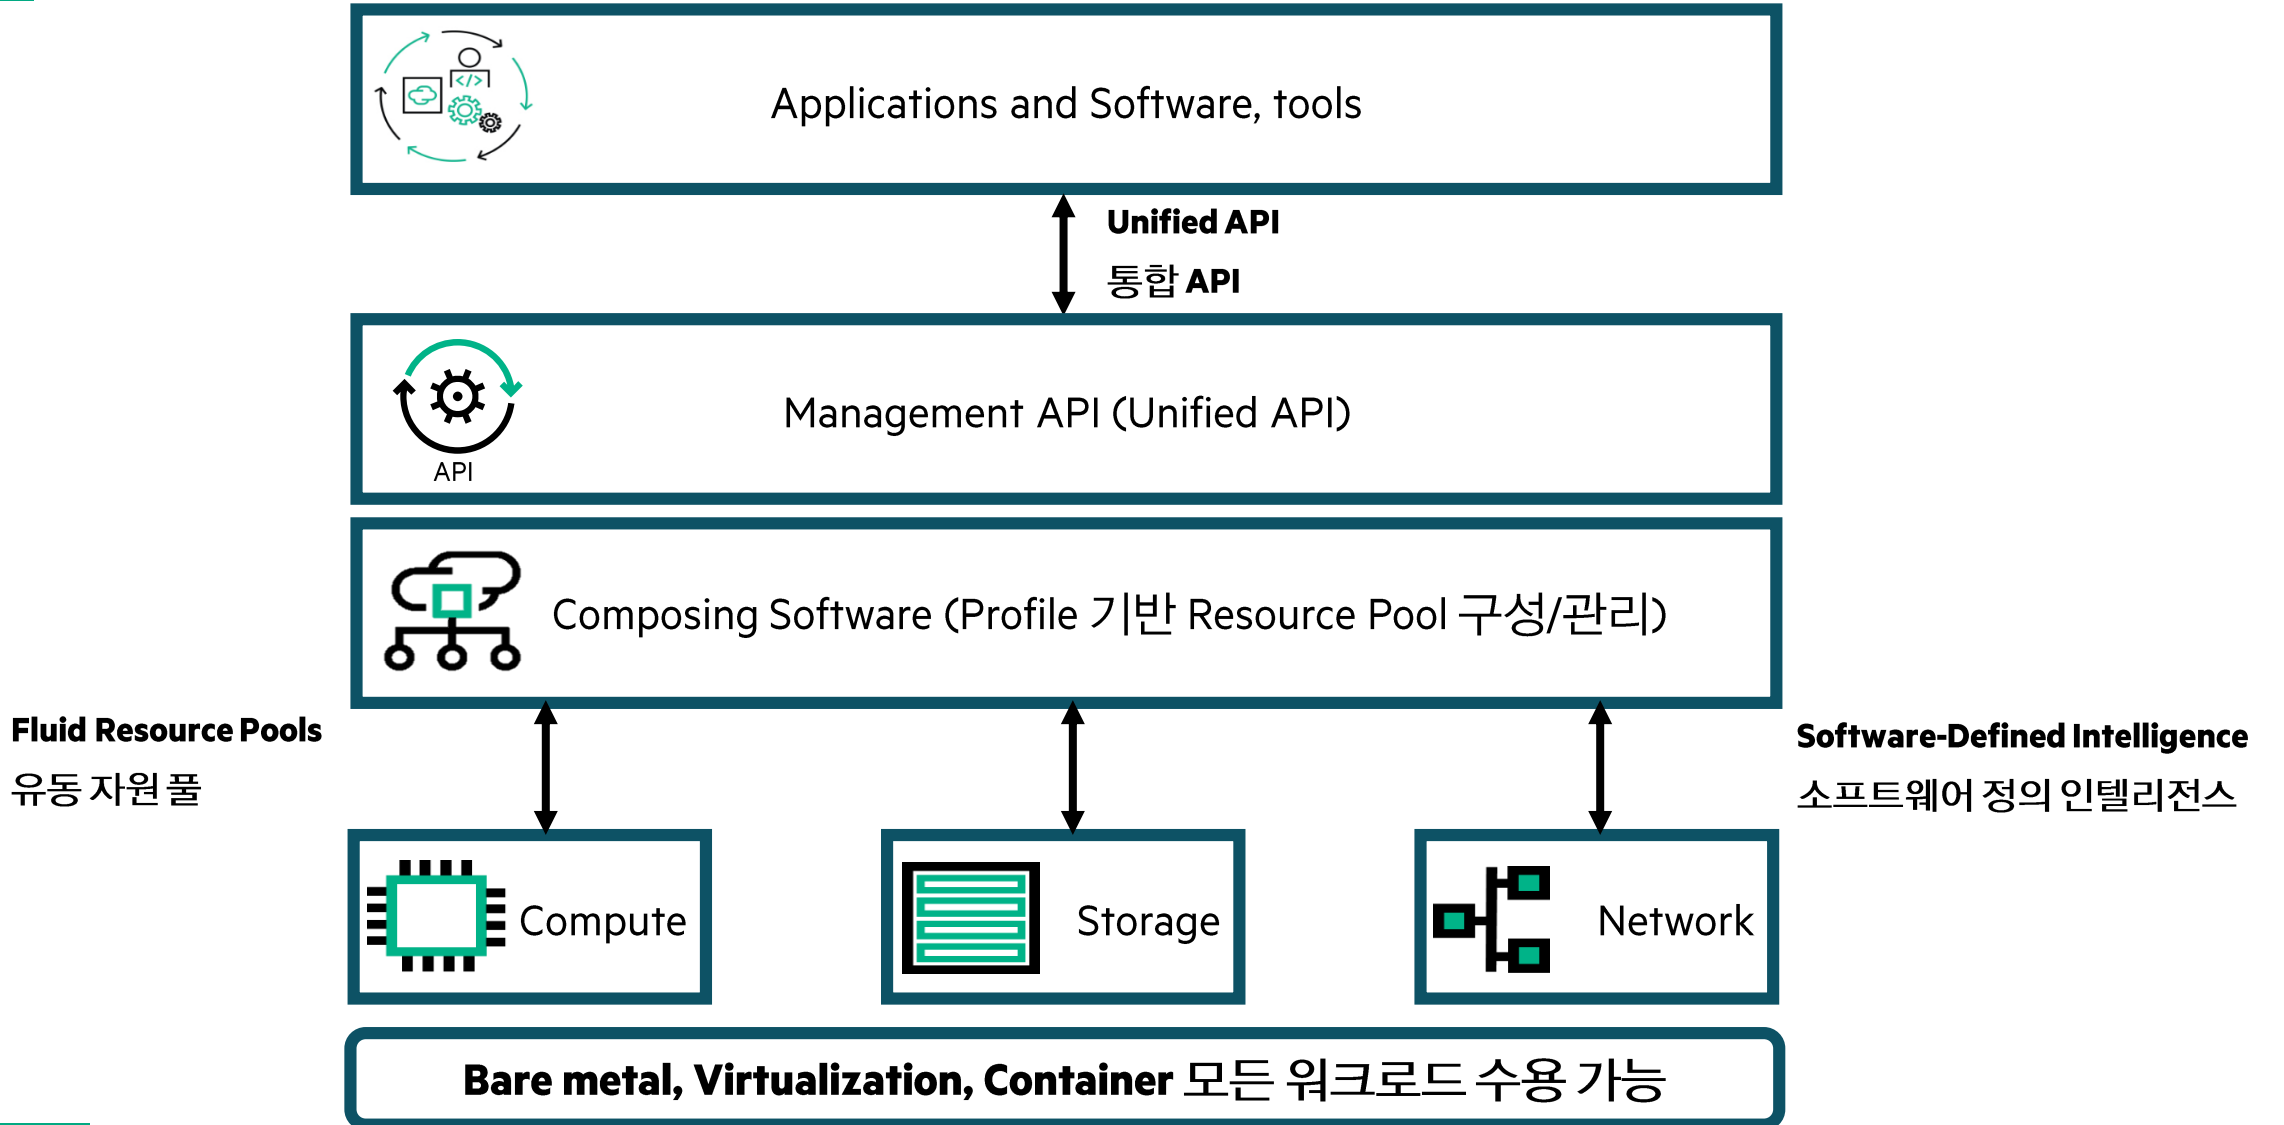 </>
Applications and Software, tools
Unified API
통합 API
API
Management API (Unified API)
Composing Software (Profile 기반 Resource Pool 구성/관리)
Fluid Resource Pools
유동 자원 풀
Software-Defined Intelligence
소프트웨어 정의 인텔리전스
Compute
Storage
Network
Bare metal, Virtualization, Container 모든 워크로드 수용 가능